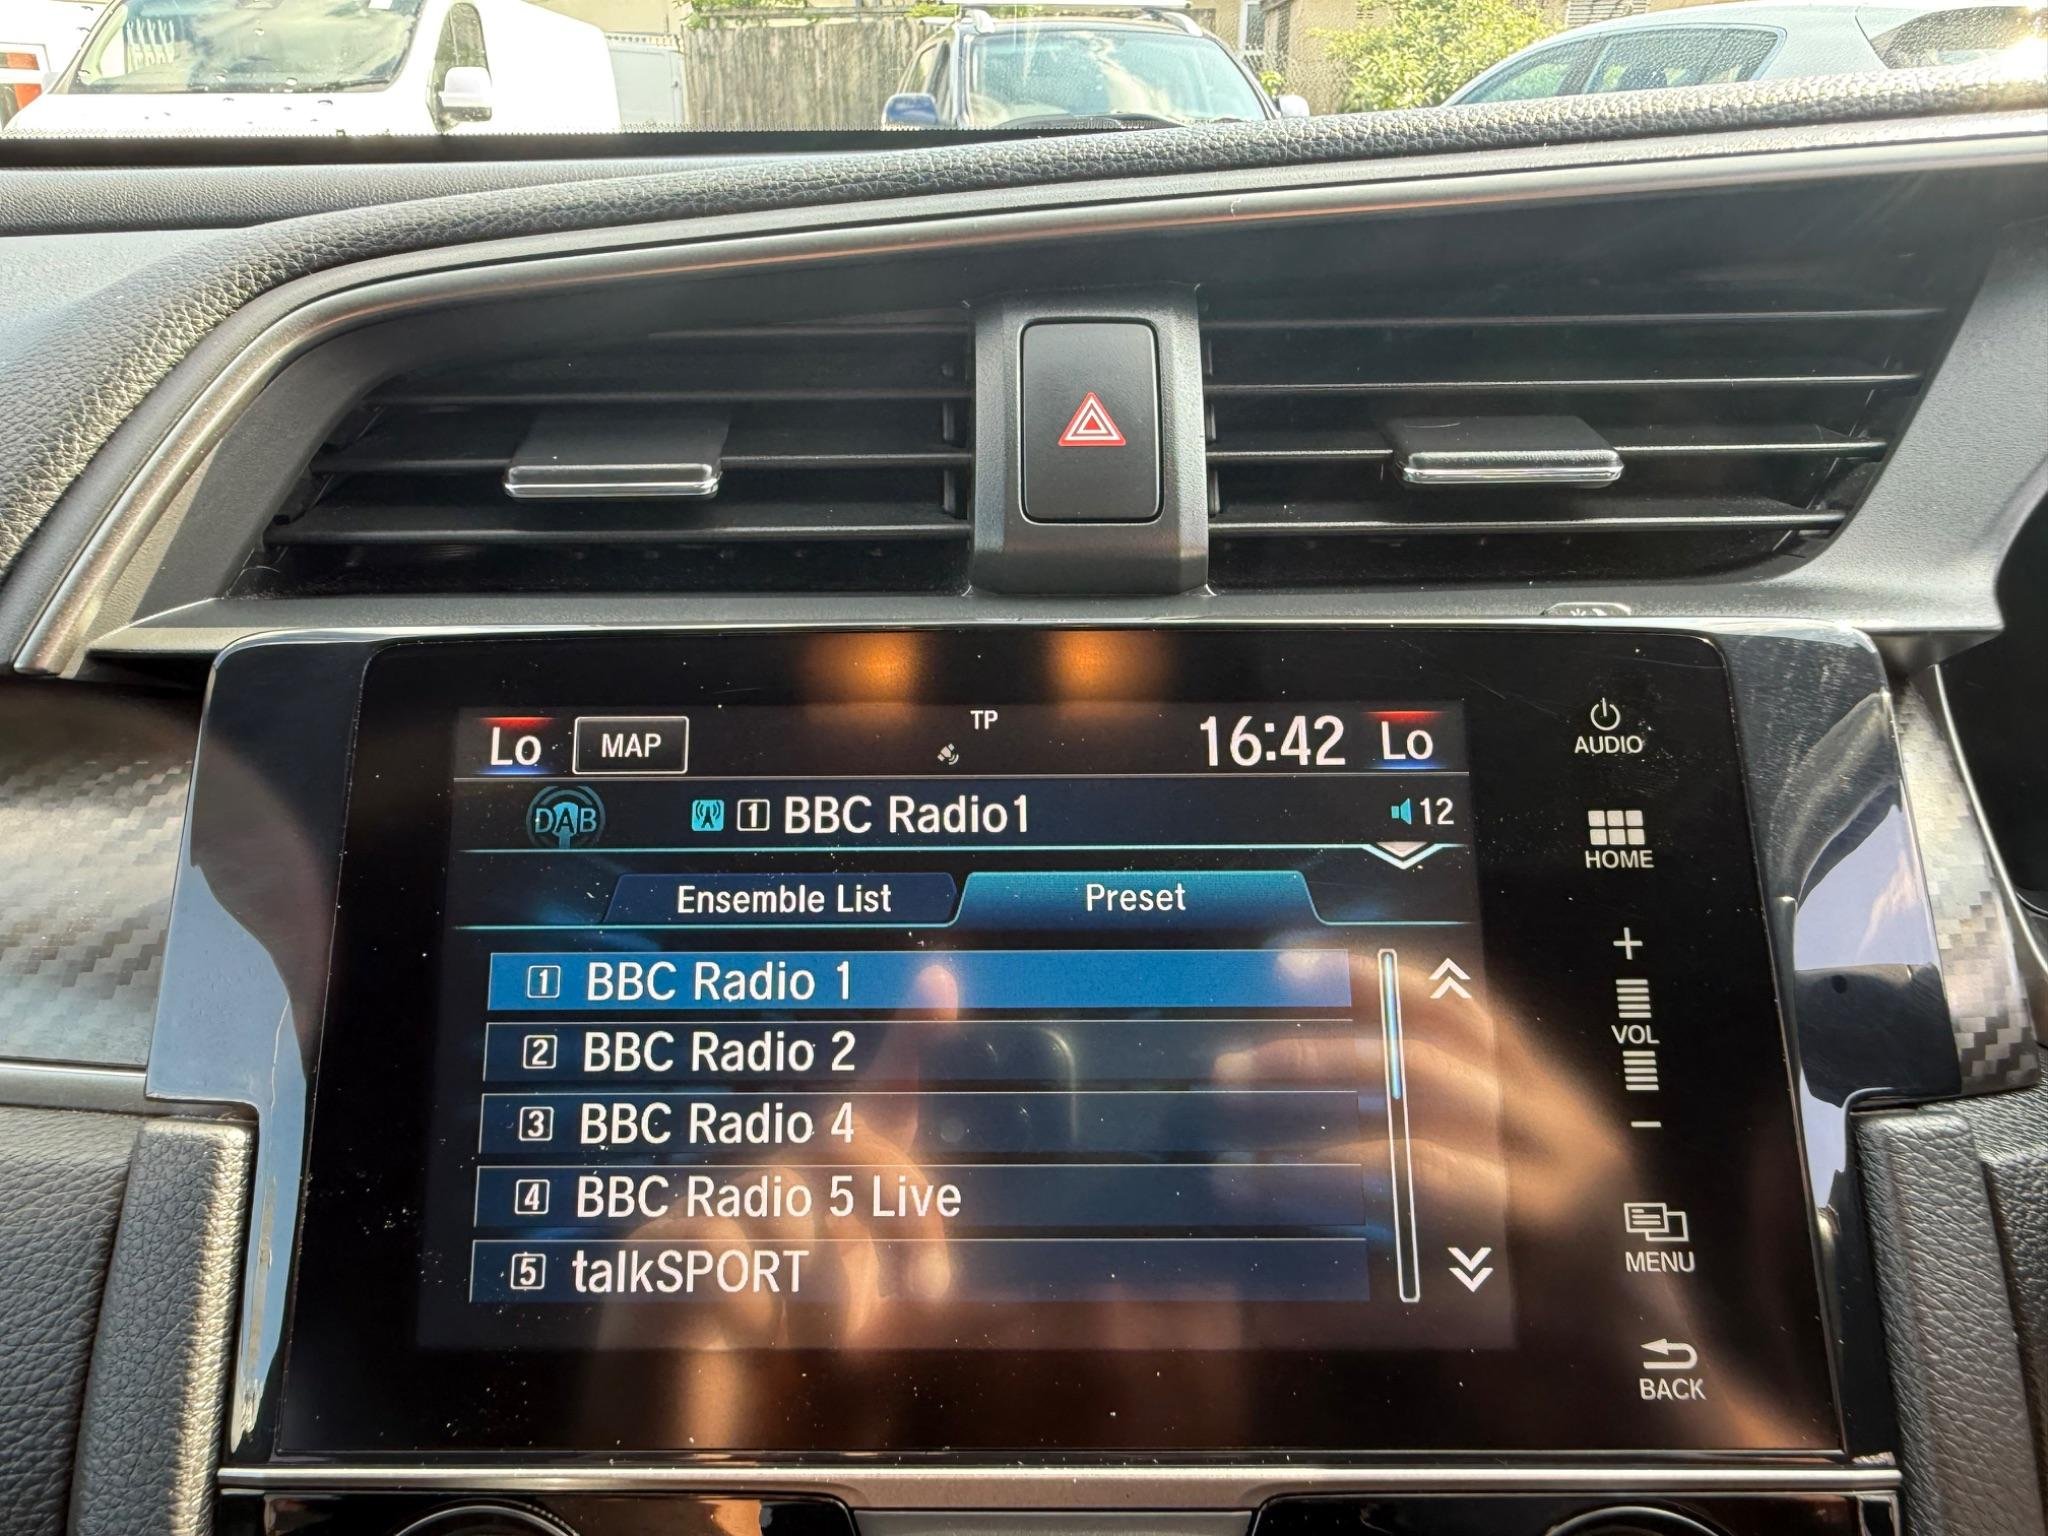 Lo MAP TP 16:42 Lo
AUDIO
DAB 1 BBC Radio1 12
HOME
Ensemble List Preset
1 BBC Radio 1
+
2 BBC Radio 2
VOL
3 BBC Radio 4
−
4 BBC Radio 5 Live
MENU
5 talkSPORT
BACK